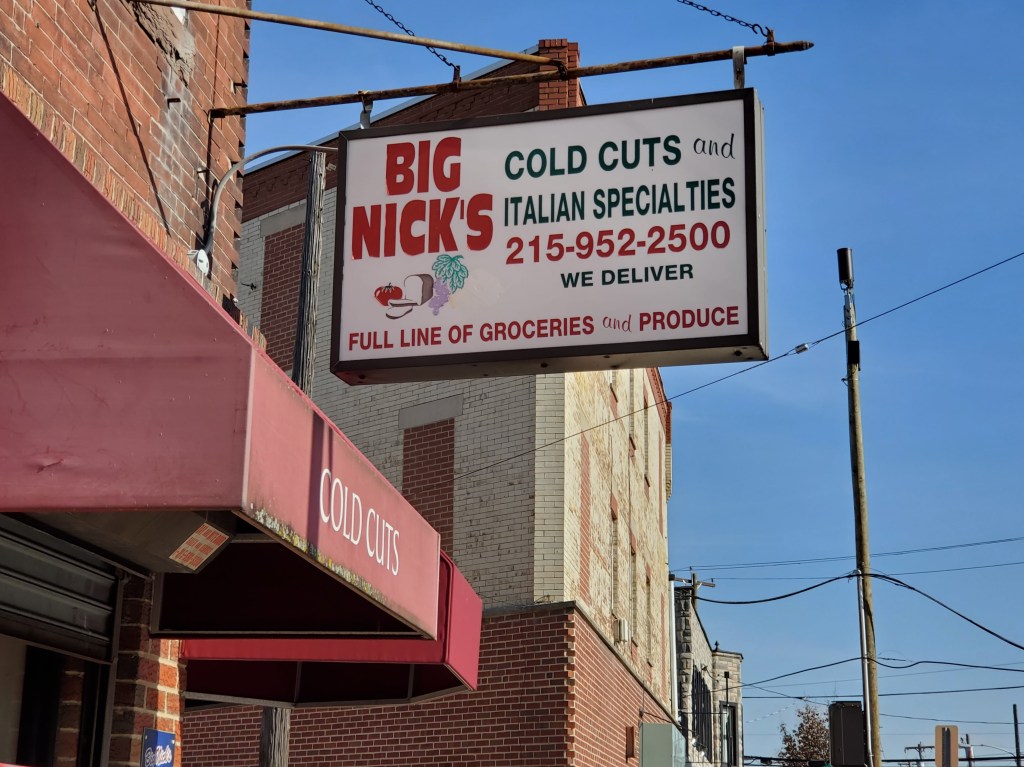 BIG
NICK'S
COLD CUTS and
ITALIAN SPECIALTIES
215-952-2500
WE DELIVER
FULL LINE OF GROCERIES and PRODUCE
COLD CUTS